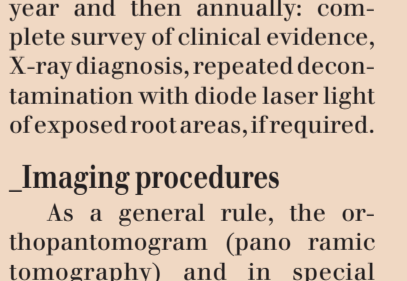 year and then annually: com-
plete survey of clinical evidence,
X-ray diagnosis, repeated decon-
tamination with diode laser light
of exposed root areas, if required.
_Imaging procedures
As a general rule, the or-
thopantomogram (pano ramic
tomography) and in special